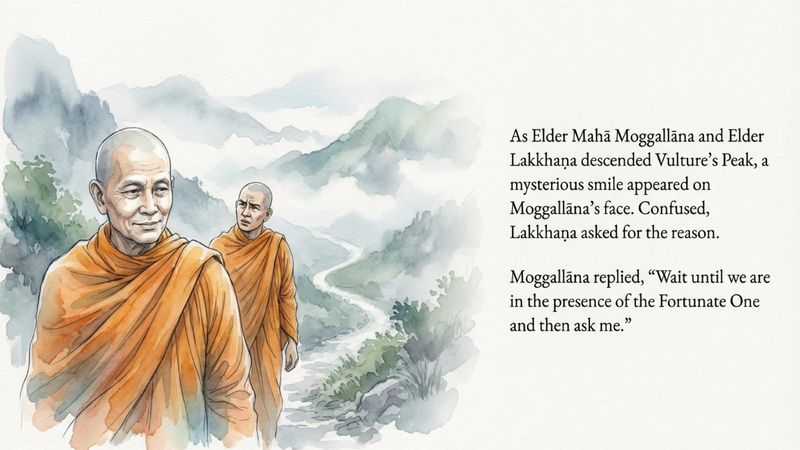 As Elder Mahā Moggallāna and Elder
Lakkhaṇa descended Vulture’s Peak, a
mysterious smile appeared on
Moggallāna’s face. Confused,
Lakkhaṇa asked for the reason.
Moggallāna replied, “Wait until we are
in the presence of the Fortunate One
and then ask me.”